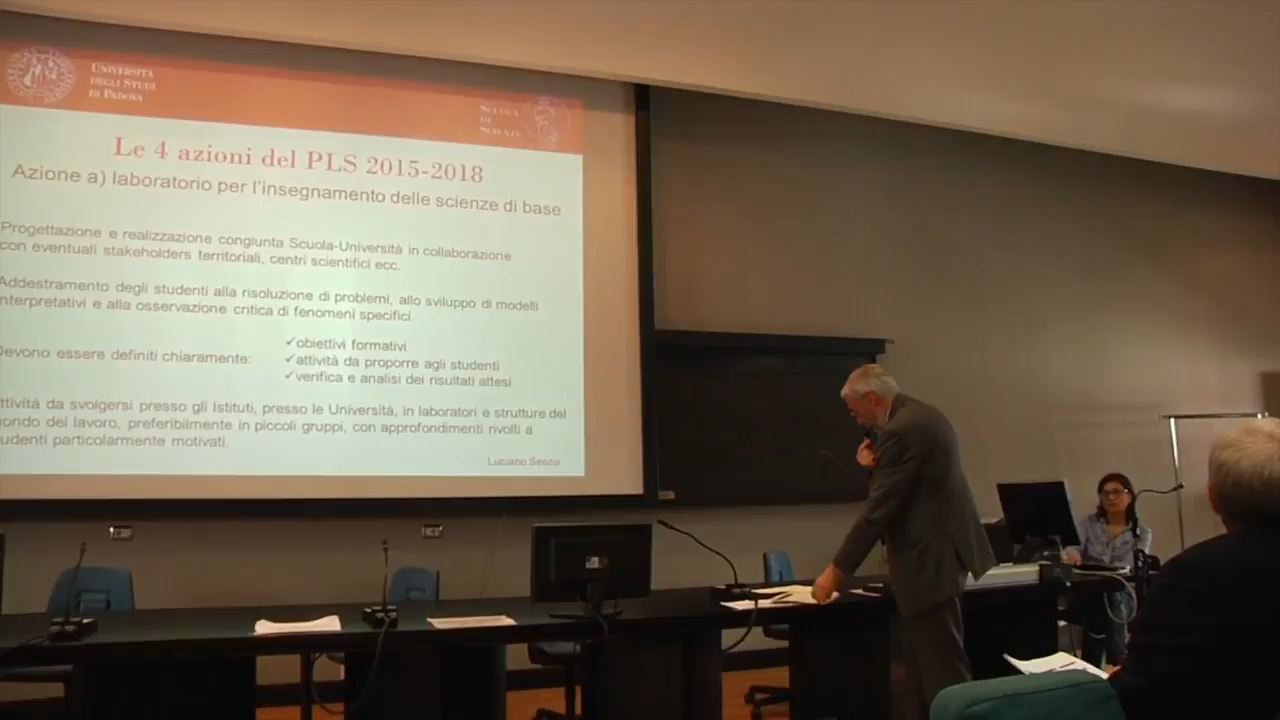 UNIVERSITÀ
DEGLI STUDI
DI PADOVA
SCUOLA
DI
SCIENZE
Le 4 azioni del PLS 2015-2018
Azione a) laboratorio per l'insegnamento delle scienze di base
Progettazione e realizzazione congiunta Scuola-Università in collaborazione
con eventuali stakeholders territoriali, centri scientifici ecc.
Addestramento degli studenti alla risoluzione di problemi, allo sviluppo di modelli
nterpretativi e alla osservazione critica di fenomeni specifici.
Devono essere definiti chiaramente:
✓obiettivi formativi
✓attività da proporre agli studenti
✓verifica e analisi dei risultati attesi
ttività da svolgersi presso gli Istituti, presso le Università, in laboratori e strutture del
ondo del lavoro, preferibilmente in piccoli gruppi, con approfondimenti rivolti a
udenti particolarmente motivati.
Luciano Secco